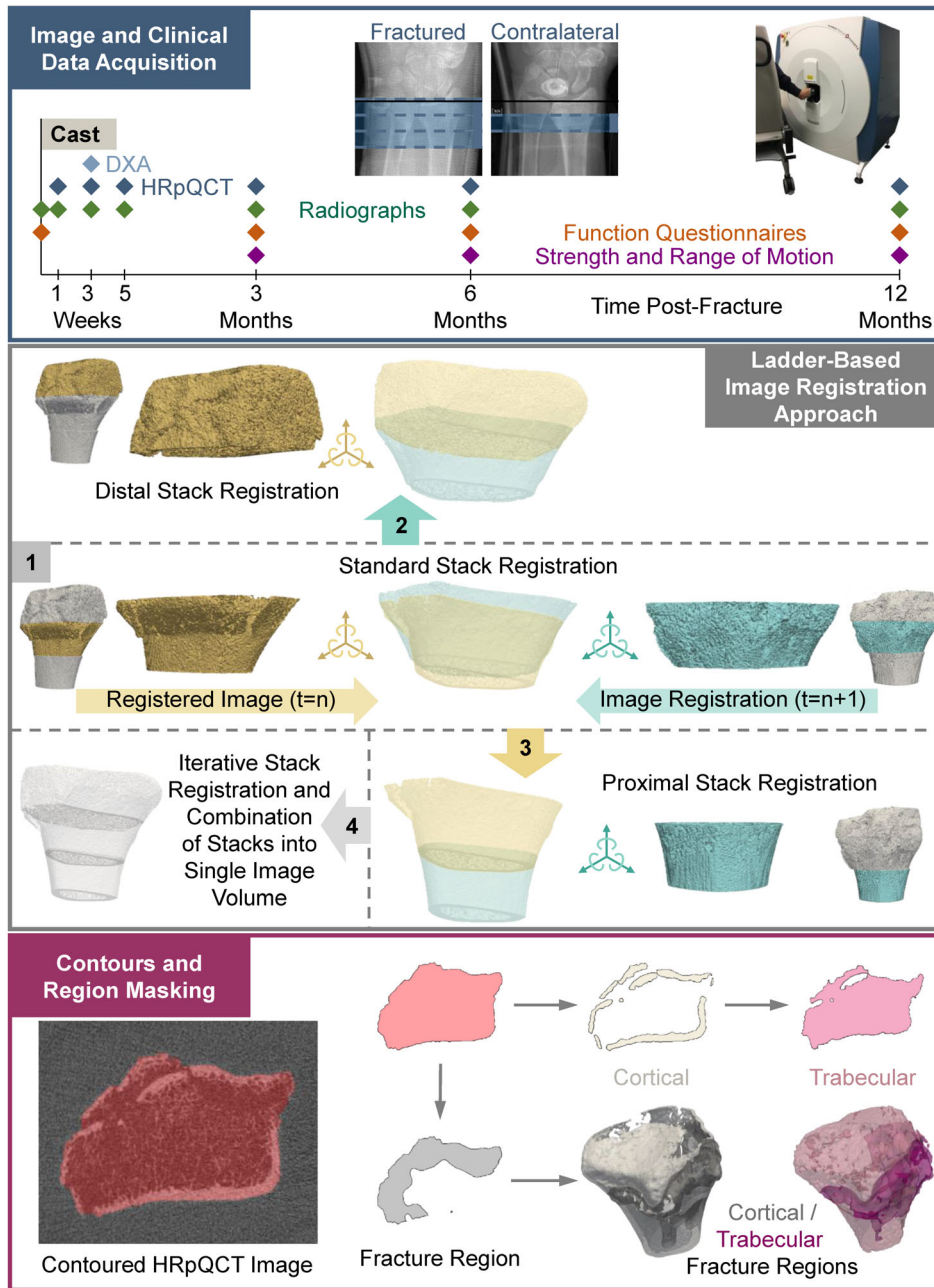 Image and Clinical
Data Acquisition
Fractured
Contralateral
Cast
DXA
HRpQCT
Radiographs
Function Questionnaires
Strength and Range of Motion
1
3
5
3
6
12
Weeks
Months
Months
Time Post-Fracture
Months
Ladder-Based
Image Registration
Approach
Distal Stack Registration
2
1
Standard Stack Registration
Registered Image (t=n)
Image Registration (t=n+1)
3
Iterative Stack
Registration and
Combination
of Stacks into
Single Image
Volume
4
Proximal Stack Registration
Contours and
Region Masking
Cortical
Trabecular
Contoured HRpQCT Image
Fracture Region
Cortical /
Trabecular
Fracture Regions